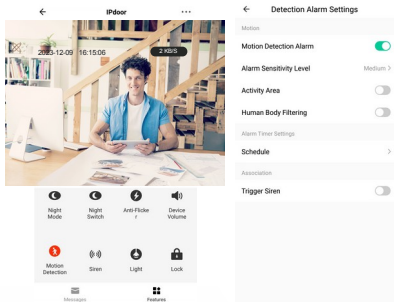 IPdoor
2023-12-09 16:15:06
2 KB/S
Night Mode
Night Switch
Anti-Flicke
r
Device Volume
Motion Detection
Siren
Light
Lock
Messages
Features
Detection Alarm Settings
Motion
Motion Detection Alarm
Alarm Sensitivity Level
Medium >
Activity Area
Human Body Filtering
Alarm Timer Settings
Schedule
>
Association
Trigger Siren